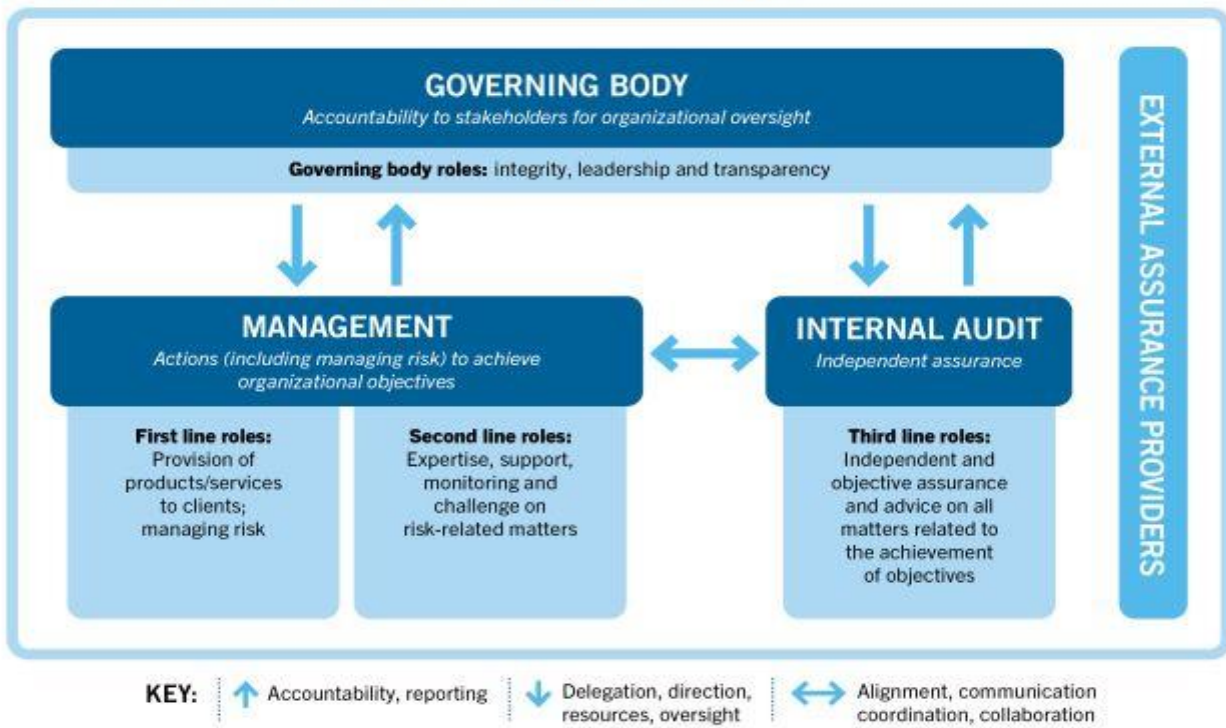 GOVERNING BODY
Accountability to stakeholders for organizational oversight
Governing body roles: integrity, leadership and transparency
MANAGEMENT
Actions (including managing risk) to achieve
organizational objectives
First line roles:
Provision of
products/services
to clients;
managing risk
Second line roles:
Expertise, support,
monitoring and
challenge on
risk-related matters
INTERNAL AUDIT
Independent assurance
Third line roles:
Independent and
objective assurance
and advice on all
matters related to
the achievement
of objectives
EXTERNAL ASSURANCE PROVIDERS
KEY:
Accountability, reporting
Delegation, direction,
resources, oversight
Alignment, communication
coordination, collaboration